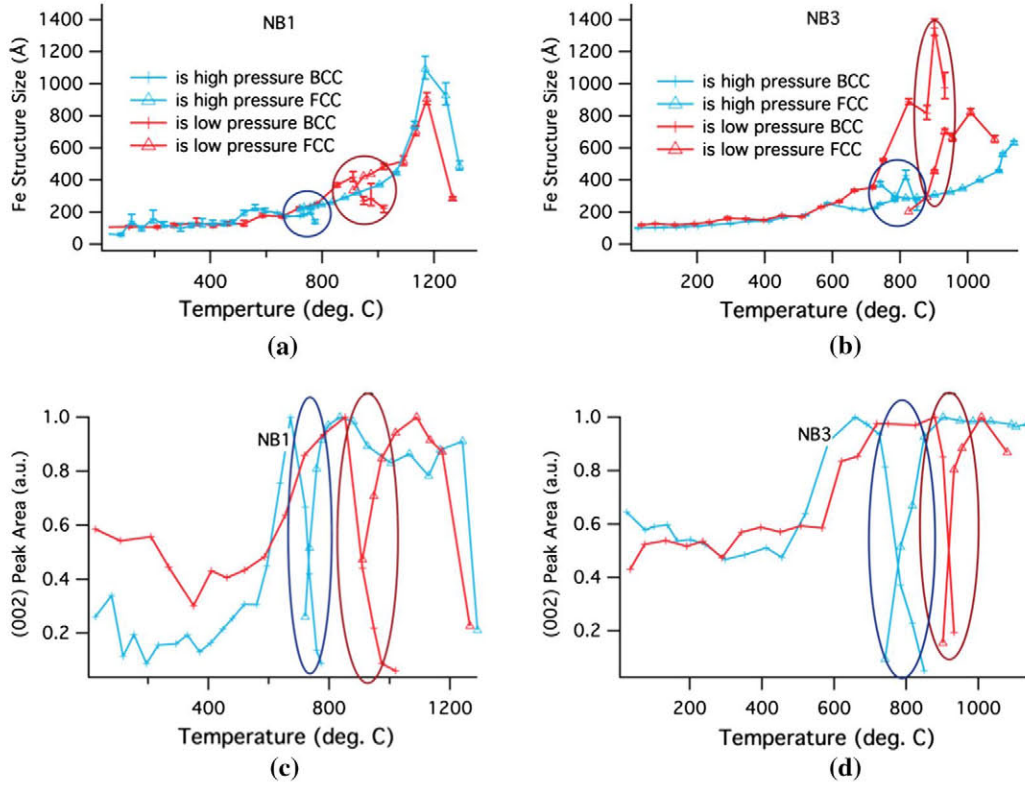 NB1
Fe Structure Size (Å)
1400
1200
1000
800
600
400
200
0
is high pressure BCC
is high pressure FCC
is low pressure BCC
is low pressure FCC
400
800
1200
Temperture (deg. C)
(a)
NB3
Fe Structure Size (Å)
1400
1200
1000
800
600
400
200
0
is high pressure BCC
is high pressure FCC
is low pressure BCC
is low pressure FCC
200
400
600
800
1000
Temperature (deg. C)
(b)
NB1
(002) Peak Area (a.u.)
1.0
0.8
0.6
0.4
0.2
400
800
1200
Temperature (deg. C)
(c)
NB3
(002) Peak Area (a.u.)
1.0
0.8
0.6
0.4
0.2
200
400
600
800
1000
Temperature (deg. C)
(d)